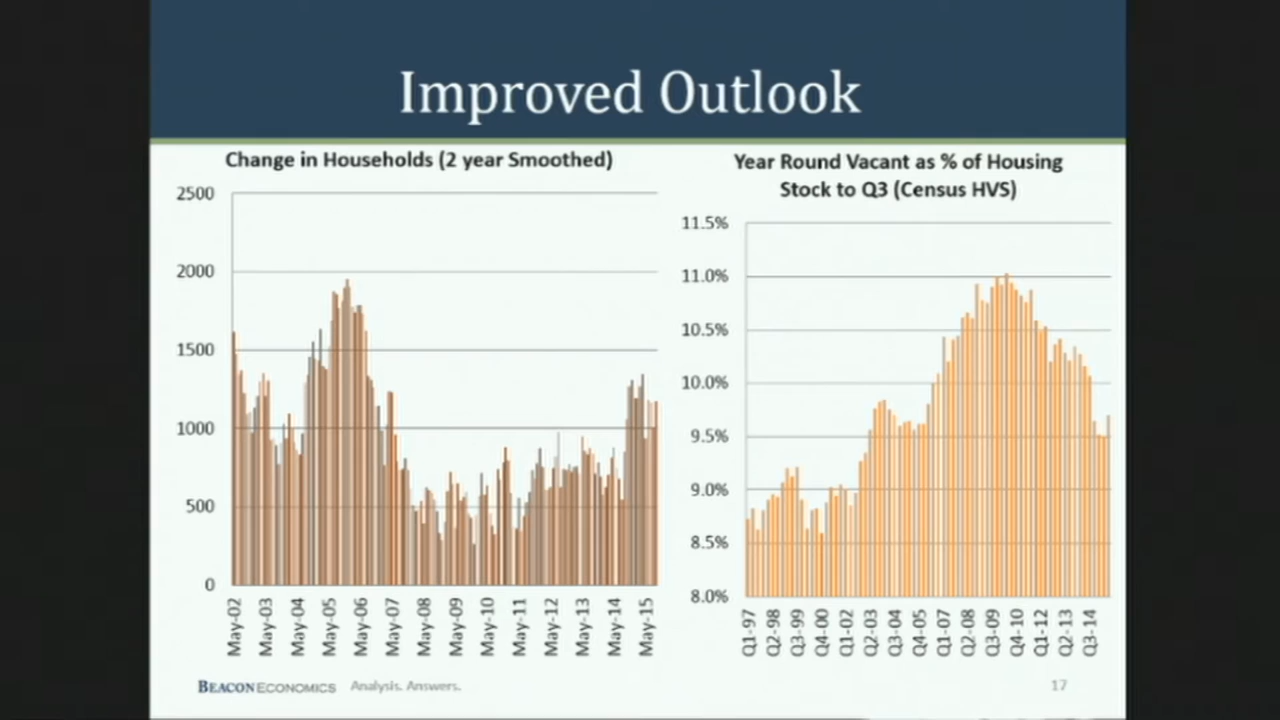 Improved Outlook
Change in Households (2 year Smoothed)
2500
2000
1500
1000
500
0
May-02
May-03
May-04
May-05
May-06
May-07
May-08
May-09
May-10
May-11
May-12
May-13
May-14
May-15
Year Round Vacant as % of Housing
Stock to Q3 (Census HVS)
11.5%
11.0%
10.5%
10.0%
9.5%
9.0%
8.5%
8.0%
Q1-97
Q2-98
Q3-99
Q4-00
Q1-02
Q2-03
Q3-04
Q4-05
Q1-07
Q2-08
Q3-09
Q4-10
Q1-12
Q2-13
Q3-14
BEACONECONOMICS Analysis. Answers.
17